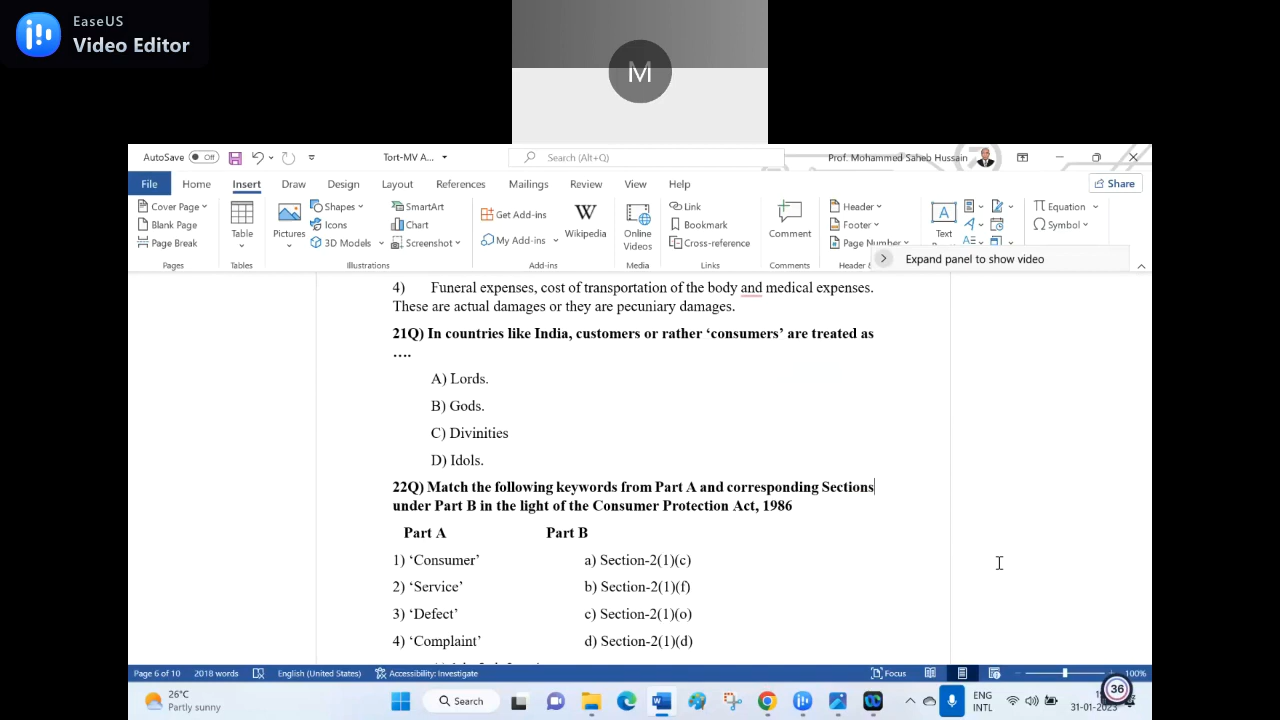 EaseUS
Video Editor
M
AutoSave Off Tort-MV A... Search (Alt+Q) Prof. Mohammed Saheb Hussain
File Home Insert Draw Design Layout References Mailings Review View Help Share
Cover Page Blank Page Page Break Pages
Table Tables
Pictures Shapes Icons 3D Models SmartArt Chart Screenshot Illustrations
Get Add-ins My Add-ins Wikipedia Add-ins
Online Videos Media
Link Bookmark Cross-reference Links
Comment Comments
Header Footer Page Number Header &
Text
Equation Symbol
Expand panel to show video
4) Funeral expenses, cost of transportation of the body and medical expenses.
These are actual damages or they are pecuniary damages.
21Q) In countries like India, customers or rather ‘consumers’ are treated as
….
A) Lords.
B) Gods.
C) Divinities
D) Idols.
22Q) Match the following keywords from Part A and corresponding Sections
under Part B in the light of the Consumer Protection Act, 1986
Part A Part B
1) ‘Consumer’ a) Section-2(1)(c)
2) ‘Service’ b) Section-2(1)(f)
3) ‘Defect’ c) Section-2(1)(o)
4) ‘Complaint’ d) Section-2(1)(d)
Page 6 of 10 2018 words English (United States) Accessibility: Investigate Focus 100%
26°C
Partly sunny
Search
ENG
INTL
36
31-01-2023